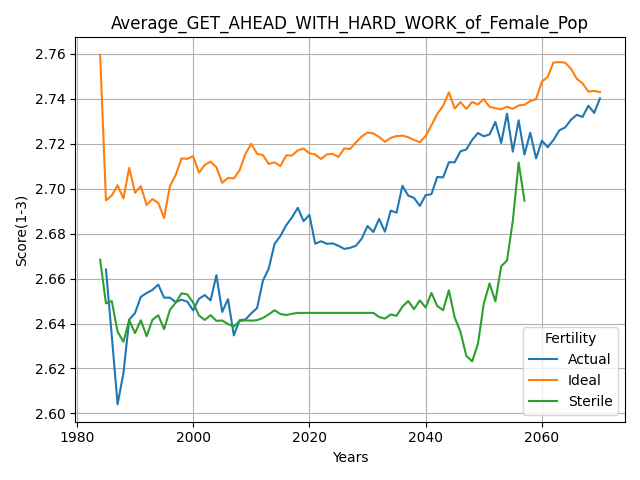 Average_GET_AHEAD_WITH_HARD_WORK_of_Female_Pop
Score(1-3)
2.76
2.74
2.72
2.70
2.68
2.66
2.64
2.62
2.60
1980 2000 2020 2040 2060
Years
Fertility
Actual
Ideal
Sterile